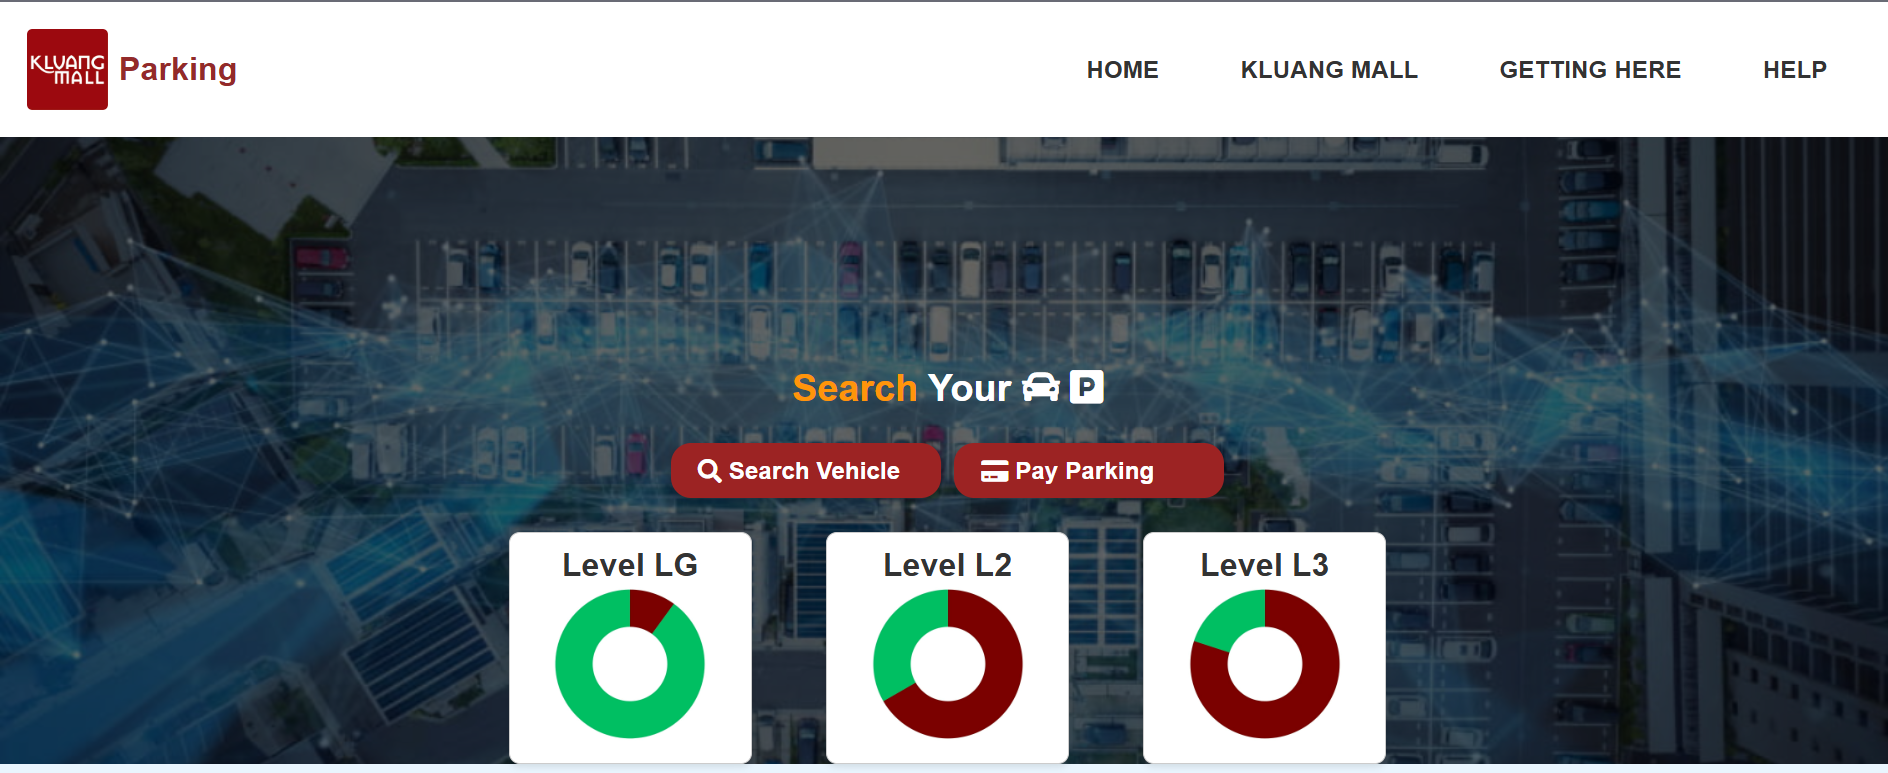 KLUANG
MALL
Parking
HOME
KLUANG MALL
GETTING HERE
HELP
Search Your P
Search Vehicle
Pay Parking
Level LG
Level L2
Level L3